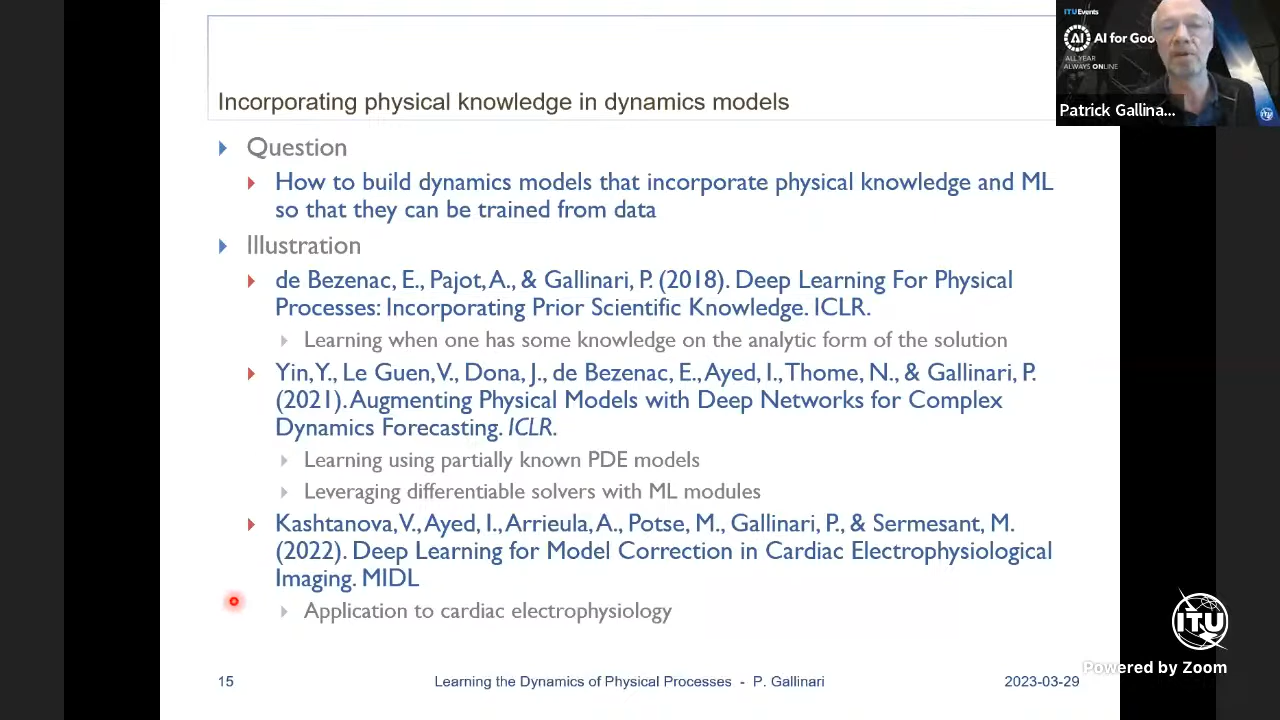 Incorporating physical knowledge in dynamics models
Question
How to build dynamics models that incorporate physical knowledge and ML
so that they can be trained from data
Illustration
de Bezenac, E., Pajot, A., & Gallinari, P. (2018). Deep Learning For Physical
Processes: Incorporating Prior Scientific Knowledge. ICLR.
Learning when one has some knowledge on the analytic form of the solution
Yin, Y., Le Guen, V., Dona, J., de Bezenac, E., Ayed, I., Thome, N., & Gallinari, P.
(2021). Augmenting Physical Models with Deep Networks for Complex
Dynamics Forecasting. ICLR.
Learning using partially known PDE models
Leveraging differentiable solvers with ML modules
Kashtanova, V., Ayed, I., Arrieula, A., Potse, M., Gallinari, P., & Sermesant, M.
(2022). Deep Learning for Model Correction in Cardiac Electrophysiological
Imaging. MIDL
Application to cardiac electrophysiology
15
Learning the Dynamics of Physical Processes - P. Gallinari
2023-03-29
ITUEvents
AI
AI for Goo
ALL YEAR
ALWAYS ONLINE
Patrick Gallina...
ITU
Powered by Zoom